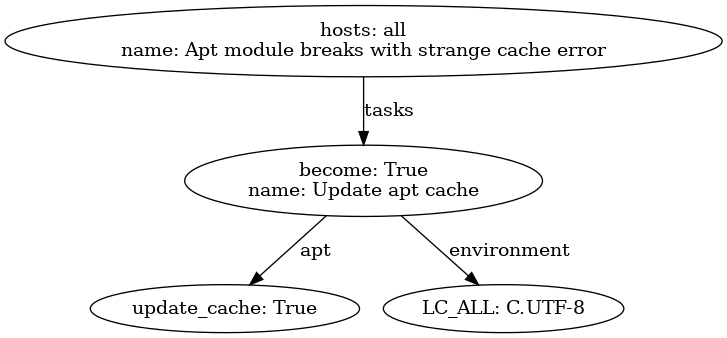 hosts: all
name: Apt module breaks with strange cache error
tasks
become: True
name: Update apt cache
apt
environment
update_cache: True
LC_ALL: C.UTF-8